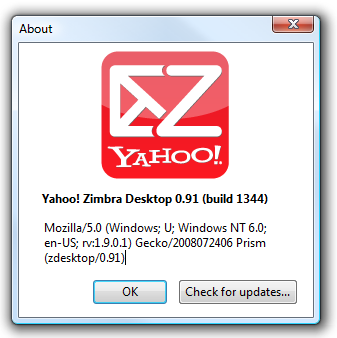 About
YAHOO!
Yahoo! Zimbra Desktop 0.91 (build 1344)
Mozilla/5.0 (Windows; U; Windows NT 6.0;
en-US; rv:1.9.0.1) Gecko/2008072406 Prism
(zdesktop/0.91)
OK
Check for updates...